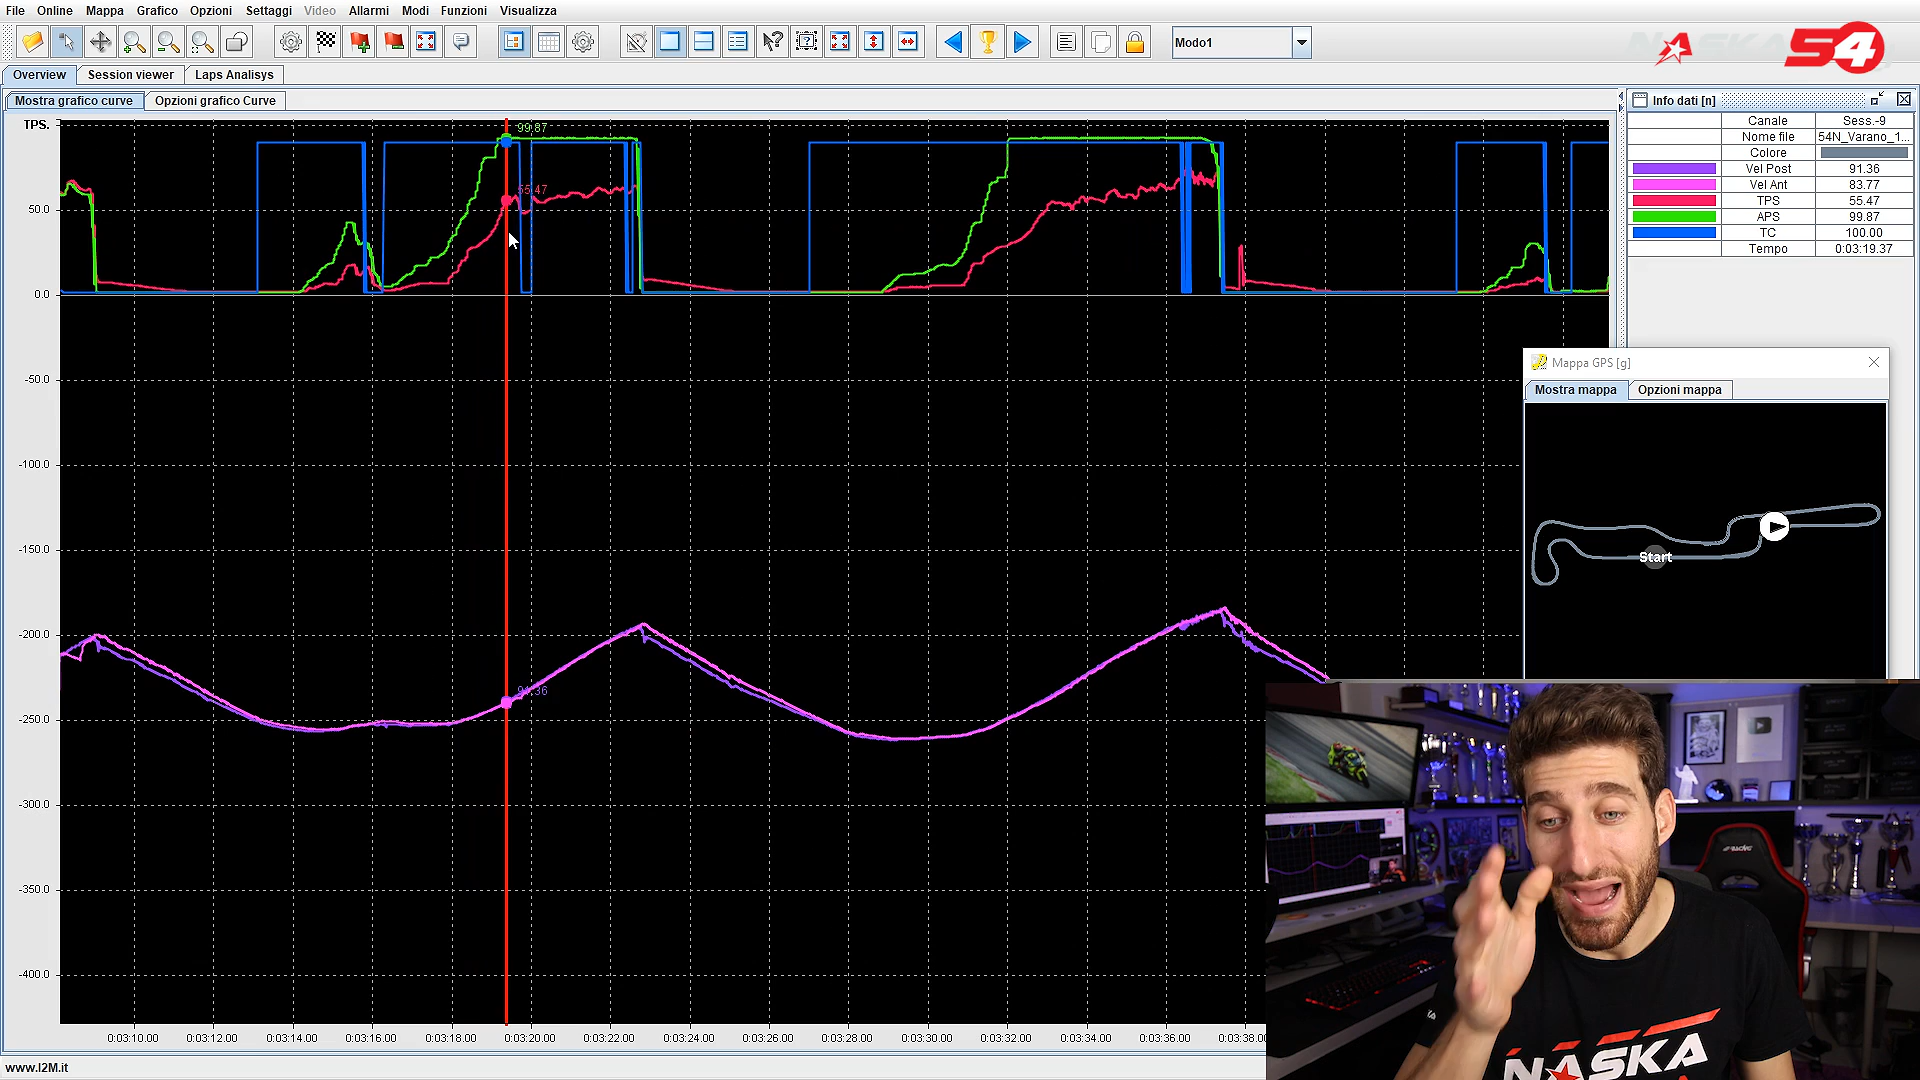 File Online Mappa Grafico Opzioni Settaggi Video Allarmi Modi Funzioni Visualizza
Modo1
NASKA 54
Overview Session viewer Laps Analisys
Mostra grafico curve Opzioni grafico Curve
Info dati [n]
TPS.
50.0
0.0
-50.0
-100.0
-150.0
-200.0
-250.0
-300.0
-350.0
-400.0
99.87
55.47
91.36
Canale Sess.-9
Nome file 54N_Varano_1...
Colore
Vel Post 91.36
Vel Ant 83.77
TPS 55.47
APS 99.87
TC 100.00
Tempo 0:03:19.37
Mappa GPS [g]
Mostra mappa Opzioni mappa
Start
0:03:10.00 0:03:12.00 0:03:14.00 0:03:16.00 0:03:18.00 0:03:20.00 0:03:22.00 0:03:24.00 0:03:26.00 0:03:28.00 0:03:30.00 0:03:32.00 0:03:34.00 0:03:36.00 0:03:38.00
NASKA
www.I2M.it